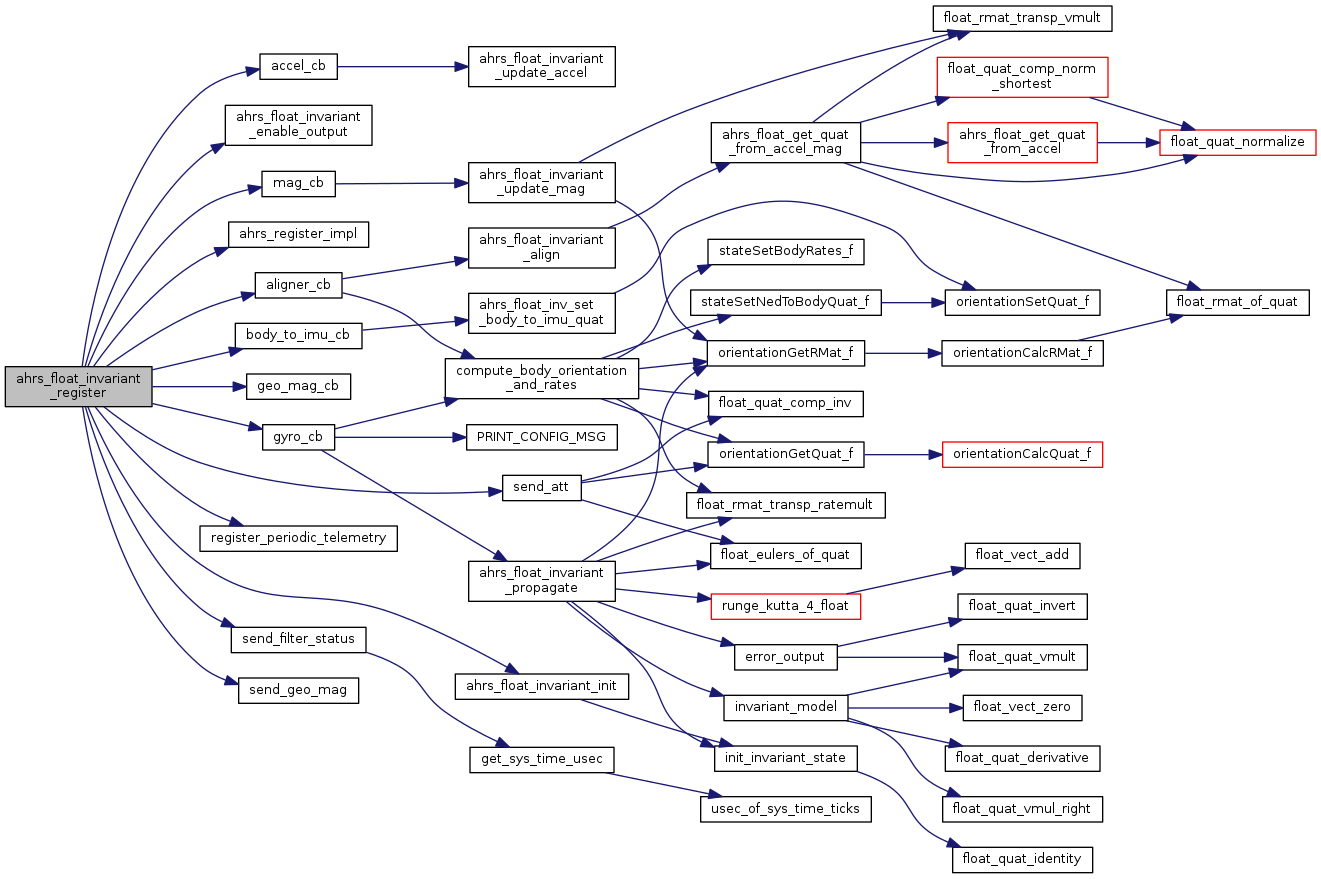 float_rmat_transp_vmult
accel_cb
ahrs_float_invariant
_update_accel
float_quat_comp_norm
_shortest
ahrs_float_invariant
_enable_output
ahrs_float_get_quat
_from_accel_mag
ahrs_float_get_quat
_from_accel
float_quat_normalize
mag_cb
ahrs_float_invariant
_update_mag
ahrs_register_impl
ahrs_float_invariant
_align
stateSetBodyRates_f
aligner_cb
ahrs_float_inv_set
_body_to_imu_quat
stateSetNedToBodyQuat_f
orientationSetQuat_f
float_rmat_of_quat
body_to_imu_cb
orientationGetRMat_f
orientationCalcRMat_f
ahrs_float_invariant
_register
geo_mag_cb
compute_body_orientation
_and_rates
float_quat_comp_inv
gyro_cb
PRINT_CONFIG_MSG
orientationGetQuat_f
orientationCalcQuat_f
send_att
float_rmat_transp_ratemult
register_periodic_telemetry
float_eulers_of_quat
float_vect_add
ahrs_float_invariant
_propagate
runge_kutta_4_float
float_quat_invert
send_filter_status
error_output
float_quat_vmult
send_geo_mag
ahrs_float_invariant_init
invariant_model
float_vect_zero
get_sys_time_usec
init_invariant_state
float_quat_derivative
usec_of_sys_time_ticks
float_quat_vmul_right
float_quat_identity